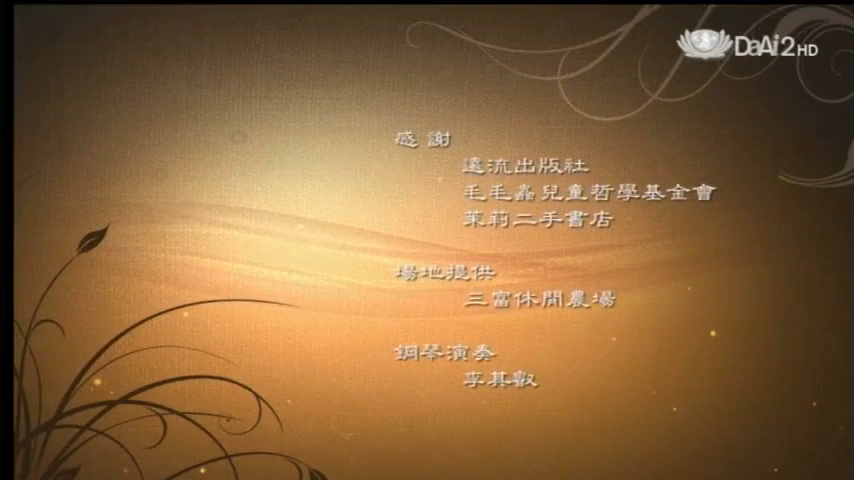 DaAi2HD
感謝
遠流出版社
毛毛蟲兒童哲學基金會
茉莉二手書店
場地提供
三富休閒農場
鋼琴演奏
李其叡